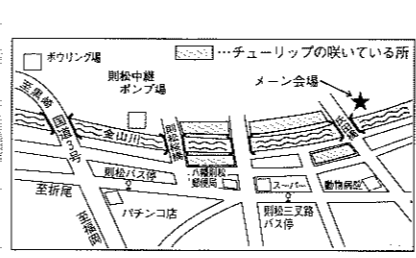 …チューリップの咲いている所
ボウリング場
則松中継
ポンプ場
メーン会場
至黒崎
国道3号
金山川
則松バス停
八幡則松
郵便局
スーパー
動物病院
至折尾
パチンコ店
則松三叉路
バス停
至福岡